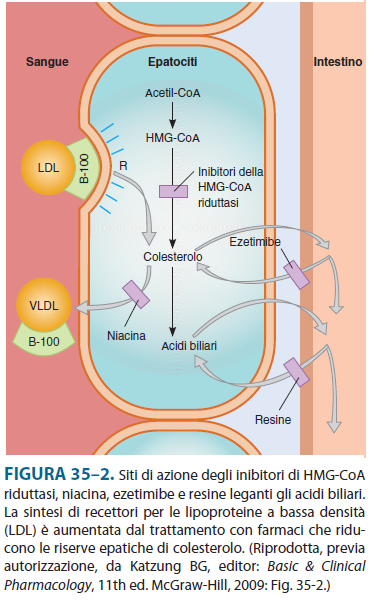 Sangue
Epatociti
Intestino
Acetil-CoA
HMG-CoA
LDL
B-100
R
Inibitori della
HMG-CoA
riduttasi
Ezetimibe
Colesterolo
VLDL
B-100
Niacina
Acidi biliari
Resine
FIGURA 35–2. Siti di azione degli inibitori di HMG-CoA
riduttasi, niacina, ezetimibe e resine leganti gli acidi biliari.
La sintesi di recettori per le lipoproteine a bassa densità
(LDL) è aumentata dal trattamento con farmaci che ridu-
cono le riserve epatiche di colesterolo. (Riprodotta, previa
autorizzazione, da Katzung BG, editor: Basic & Clinical
Pharmacology, 11th ed. McGraw-Hill, 2009: Fig. 35-2.)